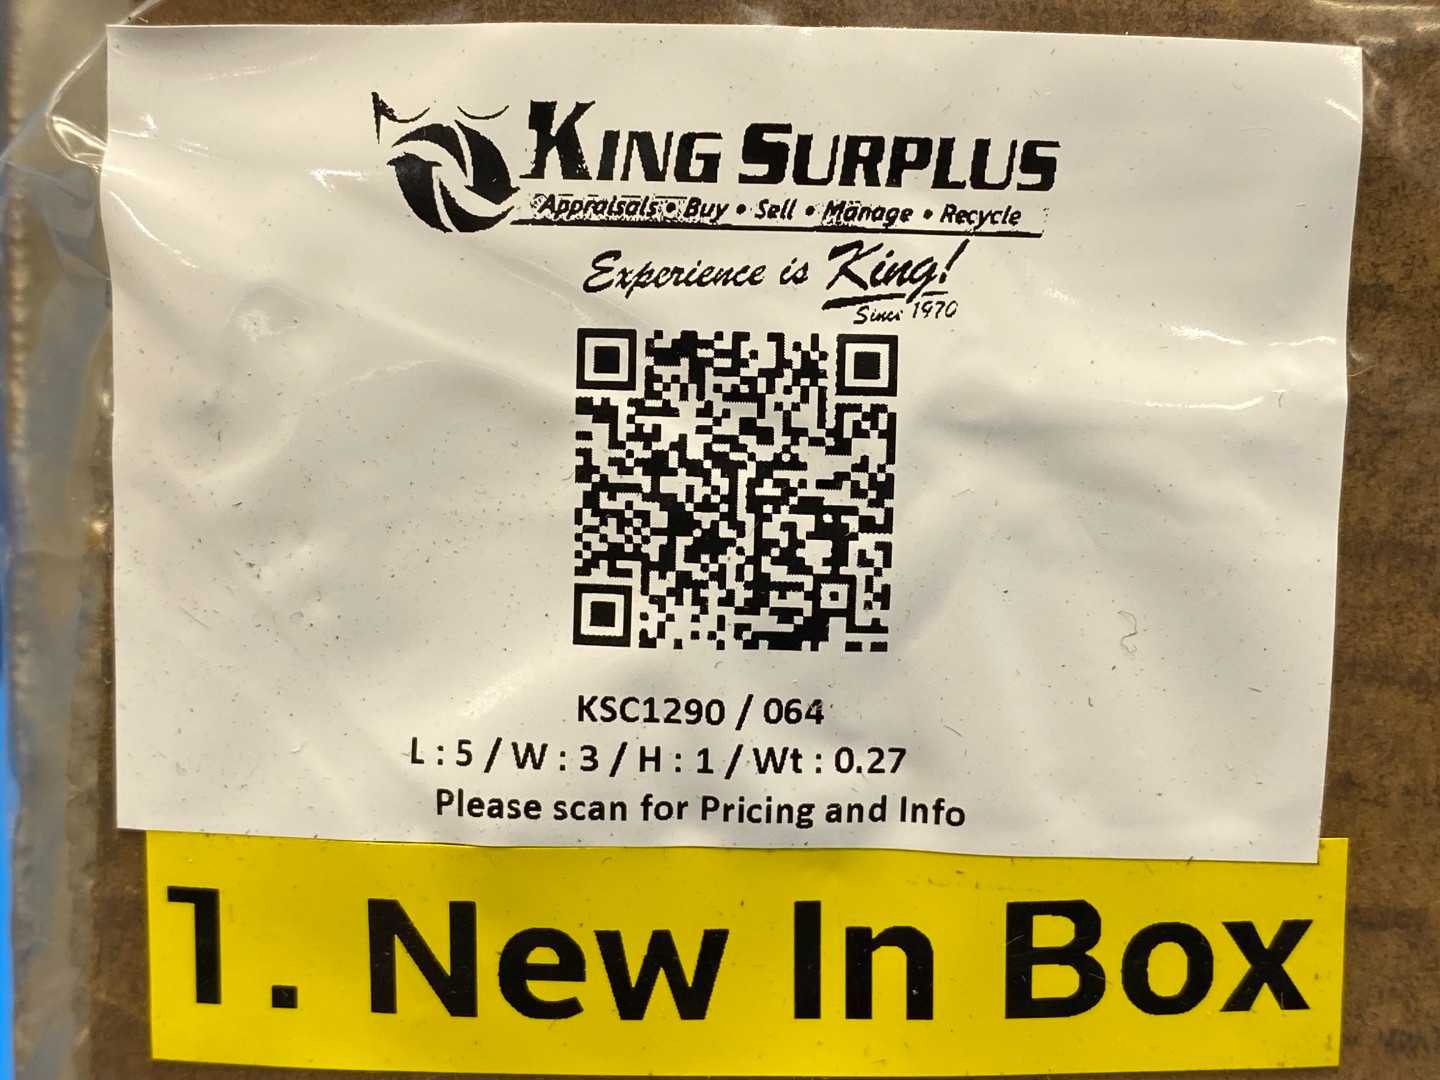 KING SURPLUS
Appraisals • Buy • Sell • Manage • Recycle
Experience is King!
Since 1970
KSC1290 / 064
L : 5 / W : 3 / H : 1 / Wt : 0.27
Please scan for Pricing and Info
1. New In Box